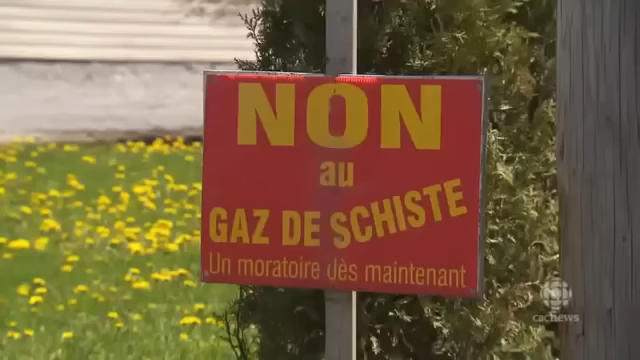 NON
au
GAZ DE SCHISTE
Un moratoire dès maintenant
cbcnews